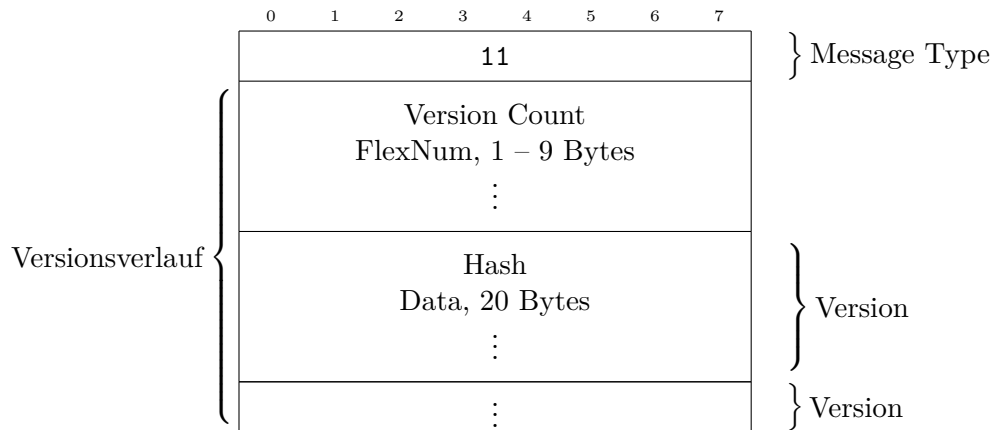 0 1 2 3 4 5 6 7
11
Message Type
Version Count
FlexNum, 1 – 9 Bytes
⋮
Versionsverlauf
Hash
Data, 20 Bytes
⋮
Version
⋮
Version